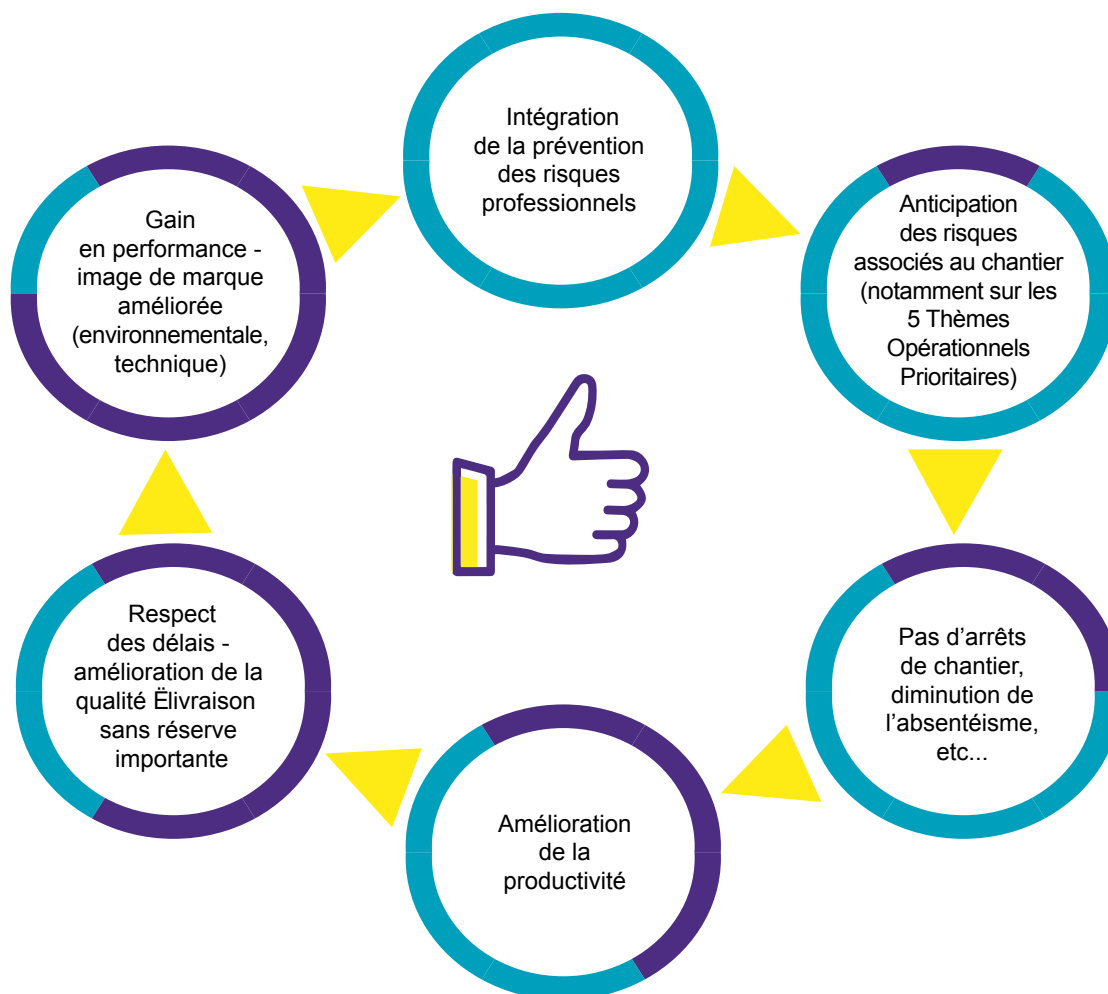 Intégration
de la prévention
des risques
professionnels
Anticipation
des risques
associés au chantier
(notamment sur les
5 Thèmes
Opérationnels
Prioritaires)
Pas d’arrêts
de chantier,
diminution de
l’absentéisme,
etc...
Amélioration
de la
productivité
Respect
des délais -
amélioration de la
qualité Ëlivraison
sans réserve
importante
Gain
en performance -
image de marque
améliorée
(environnementale,
technique)